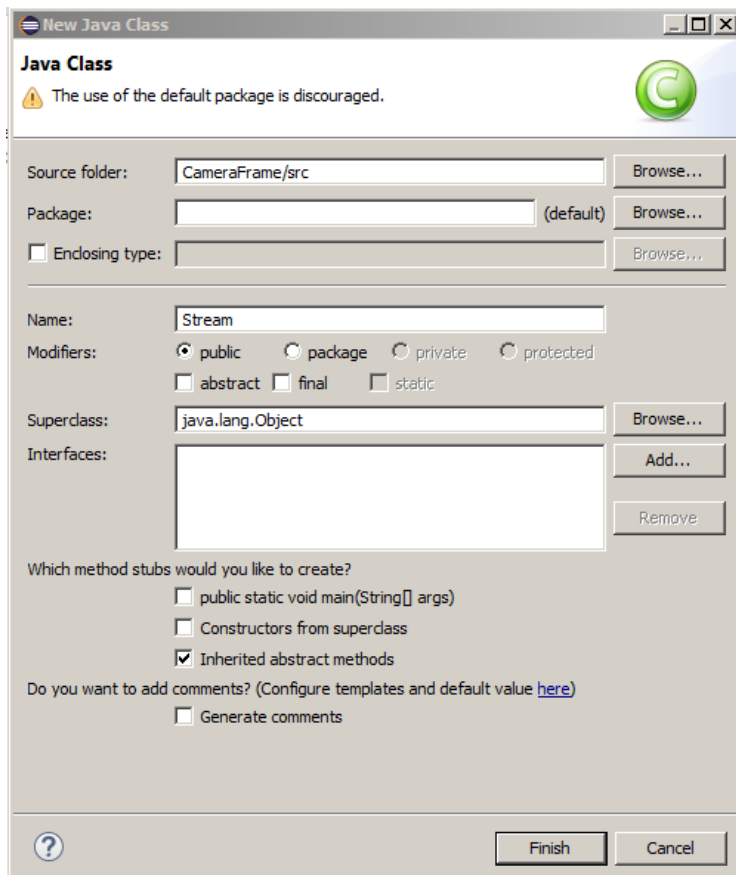 New Java Class
Java Class
The use of the default package is discouraged.
C
Source folder: CameraFrame/src Browse...
Package: (default) Browse...
Enclosing type: Browse...
Name: Stream
Modifiers: public package private protected
abstract final static
Superclass: java.lang.Object Browse...
Interfaces: Add...
Remove
Which method stubs would you like to create?
public static void main(String[] args)
Constructors from superclass
Inherited abstract methods
Do you want to add comments? (Configure templates and default value here)
Generate comments
? Finish Cancel